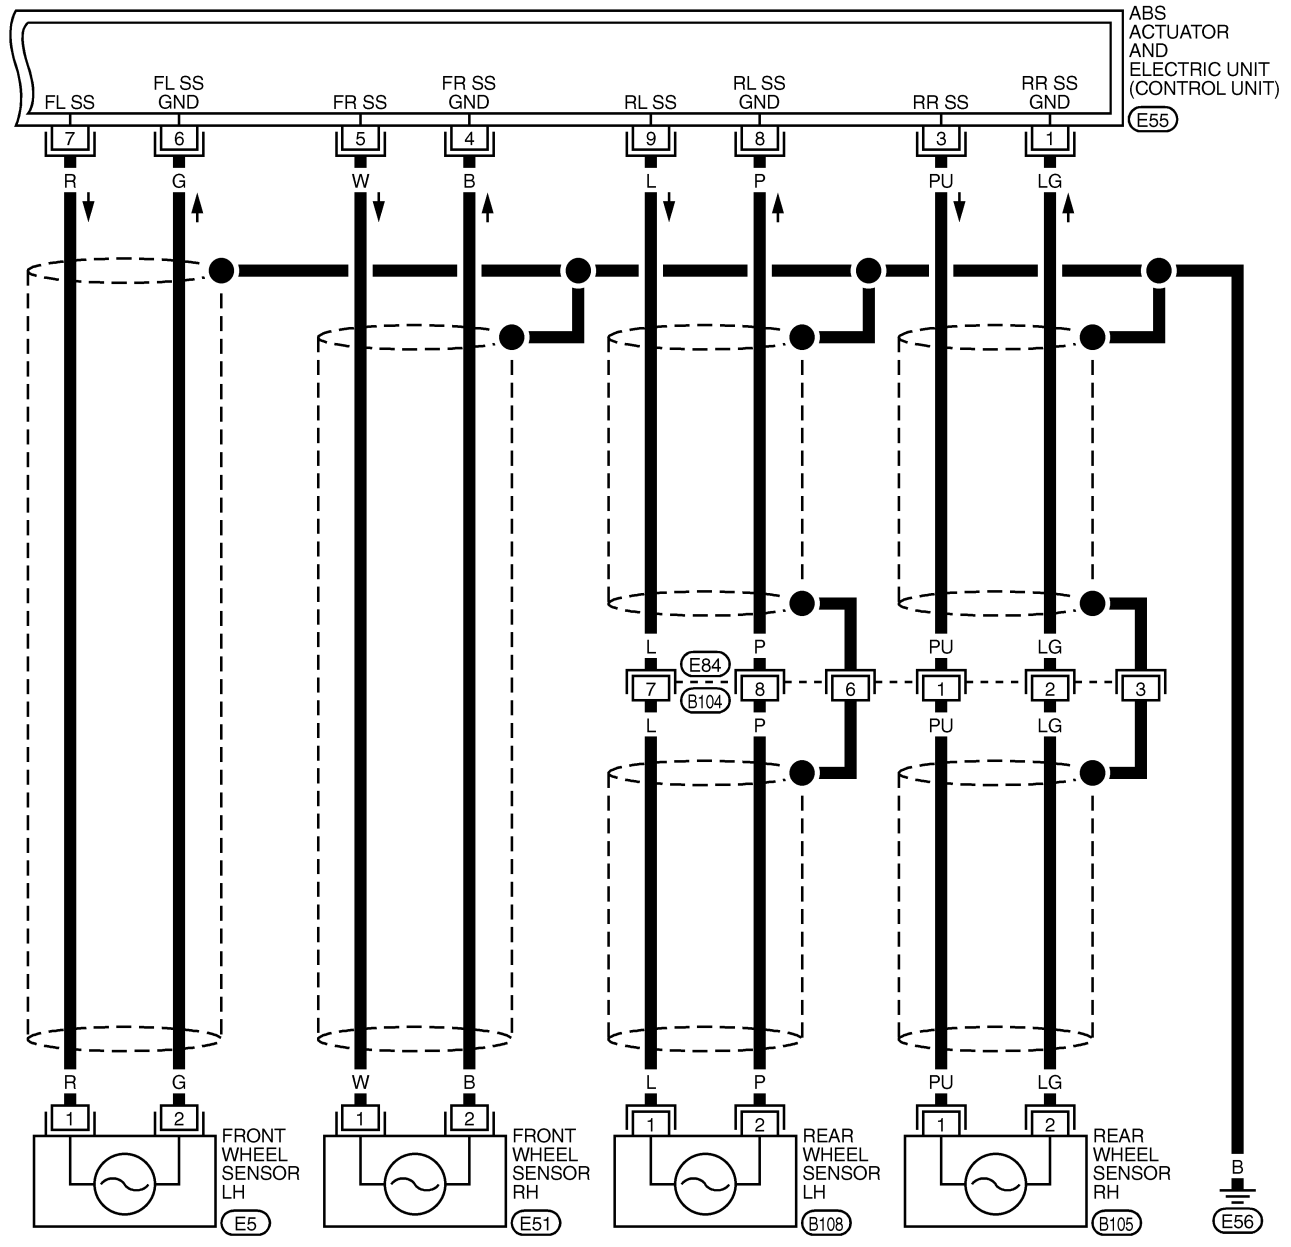 ABS
ACTUATOR
AND
ELECTRIC UNIT
(CONTROL UNIT)
E55
FL SS
FL SS
GND
FR SS
FR SS
GND
RL SS
RL SS
GND
RR SS
RR SS
GND
7 6 5 4 9 8 3 1
R G W B L P PU LG
L P PU LG
E84
7 8 6 1 2 3
B104
L P PU LG
R G W B L P PU LG
1 2 1 2 1 2 1 2
FRONT
WHEEL
SENSOR
LH
E5
FRONT
WHEEL
SENSOR
RH
E51
REAR
WHEEL
SENSOR
LH
B108
REAR
WHEEL
SENSOR
RH
B105
B
E56